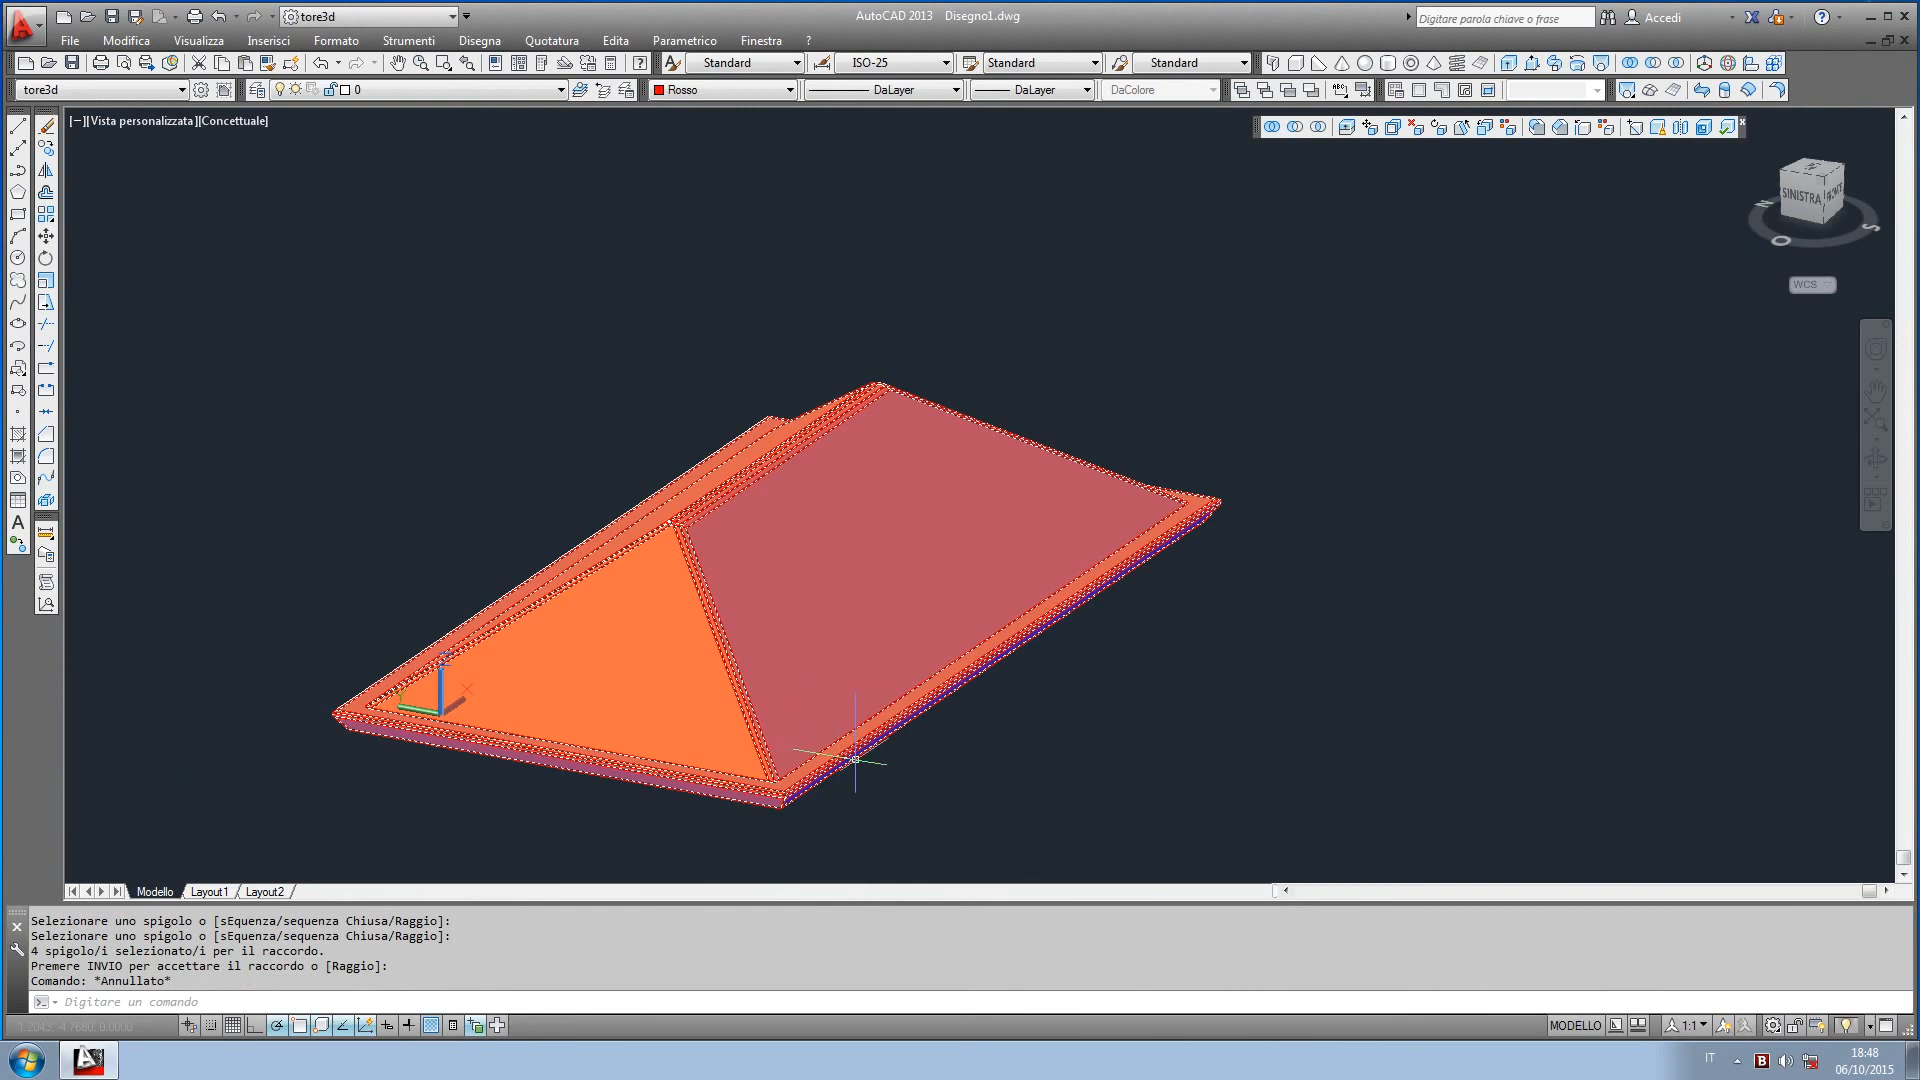 tore3d
AutoCAD 2013 Disegno1.dwg
Digitare parola chiave o frase
Accedi
File Modifica Visualizza Inserisci Formato Strumenti Disegna Quotatura Edita Parametrico Finestra ?
Standard ISO-25 Standard Standard
tore3d 0 Rosso DaLayer DaLayer DaColore
[−][Vista personalizzata][Concettuale]
SINISTRA
N
S
O
WCS
A
Modello Layout1 Layout2
Selezionare uno spigolo o [sEquenza/sequenza Chiusa/Raggio]:
Selezionare uno spigolo o [sEquenza/sequenza Chiusa/Raggio]:
4 spigolo/i selezionato/i per il raccordo.
Premere INVIO per accettare il raccordo o [Raggio]:
Comando: *Annullato*
Digitare un comando
MODELLO 1:1
IT
B
18:48
06/10/2015